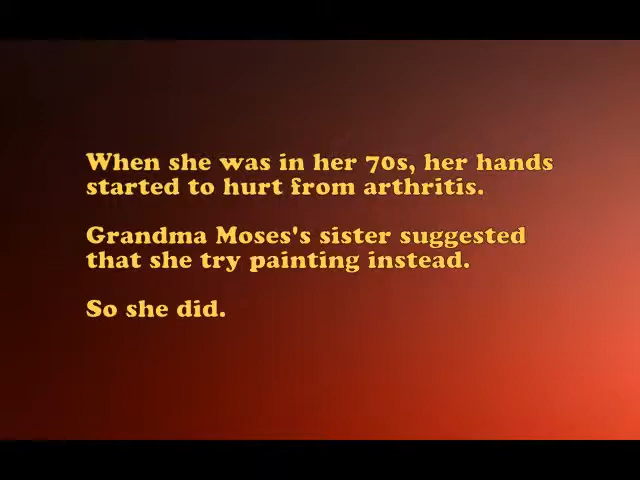 When she was in her 70s, her hands
started to hurt from arthritis.
Grandma Moses's sister suggested
that she try painting instead.
So she did.